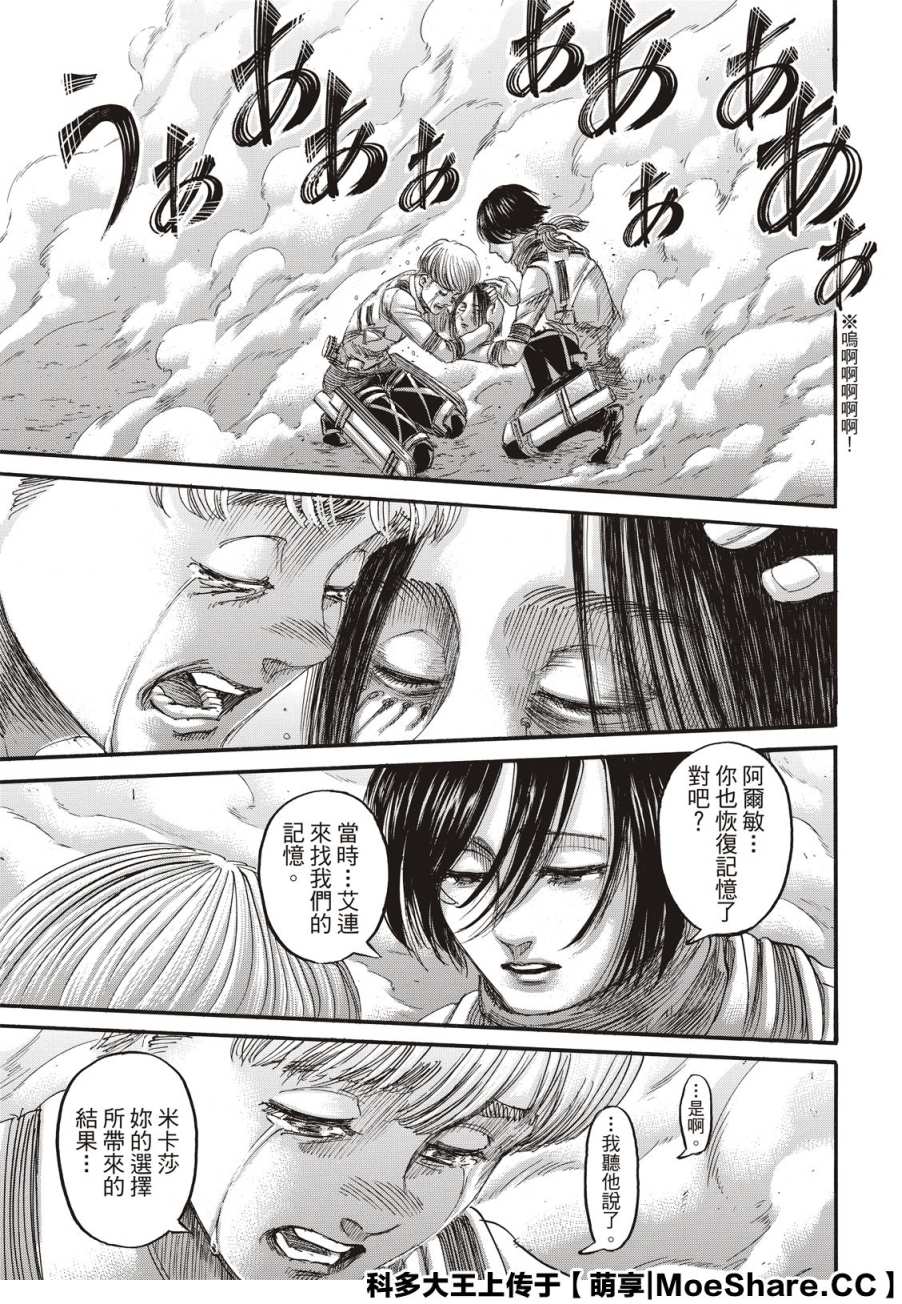 うああああああああああ
※嗚啊啊啊啊啊！
阿爾敏…
你也恢復記憶了
對吧？
當時…艾連
來找我們的
記憶。
…是啊。
…我聽他說了。
米卡莎
妳的選擇
所帶來的
結果…
科多大王上传于【萌享|MoeShare.CC】